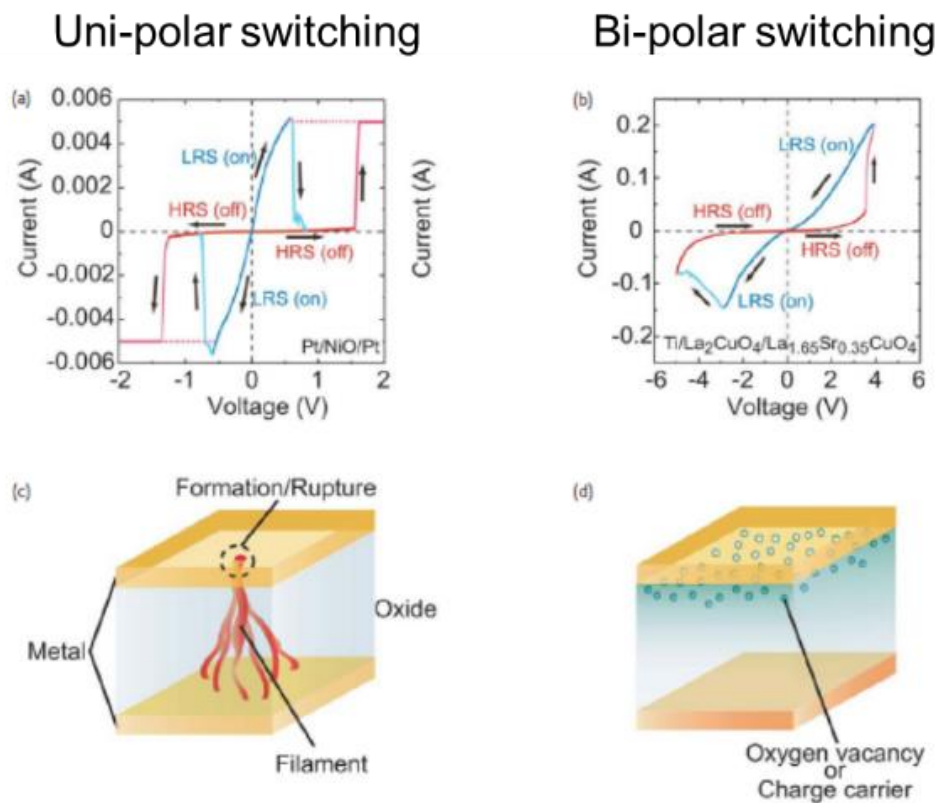 Uni-polar switching
Bi-polar switching
(a)
0.006
0.004
0.002
0
-0.002
-0.004
-0.006
Current (A)
LRS (on)
HRS (off)
HRS (off)
LRS (on)
Pt/NiO/Pt
-2
-1
0
1
2
Voltage (V)
Current (A)
(b)
0.2
0.1
0
-0.1
-0.2
Current (A)
LRS (on)
HRS (off)
HRS (off)
LRS (on)
Ti/La2CuO4/La1.65Sr0.35CuO4
-6
-4
-2
0
2
4
6
Voltage (V)
(c)
Formation/Rupture
Oxide
Metal
Filament
(d)
Oxygen vacancy
or
Charge carrier